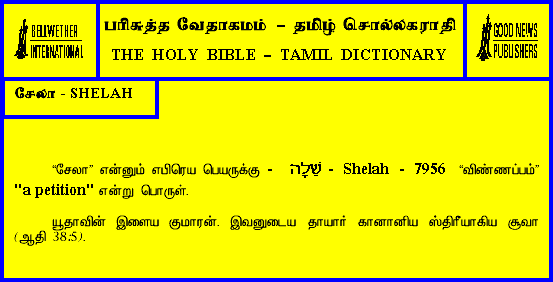 BELLWETHER
INTERNATIONAL
பரிசுத்த வேதாகமம் – தமிழ் சொல்லகராதி
THE HOLY BIBLE – TAMIL DICTIONARY
GOOD NEWS
PUBLISHERS
சேலா - SHELAH
“சேலா” என்னும் எபிரெய பெயருக்கு - שֵׁלָה - Shelah - 7956 “விண்ணப்பம்”
"a petition" என்று பொருள்.
யூதாவின் இளைய குமாரன். இவனுடைய தாயார் கானானிய ஸ்திரீயாகிய சூவா
(ஆதி 38:5).